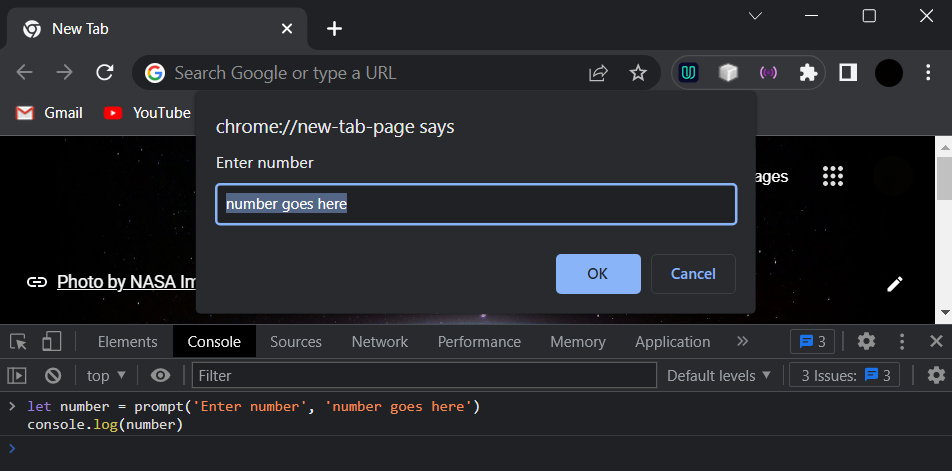 New Tab
Search Google or type a URL
Gmail
YouTube
chrome://new-tab-page says
Enter number
number goes here
OK
Cancel
ages
Photo by NASA Im
Elements Console Sources Network Performance Memory Application » 3
top Filter Default levels 3 Issues: 3
let number = prompt('Enter number', 'number goes here')
console.log(number)